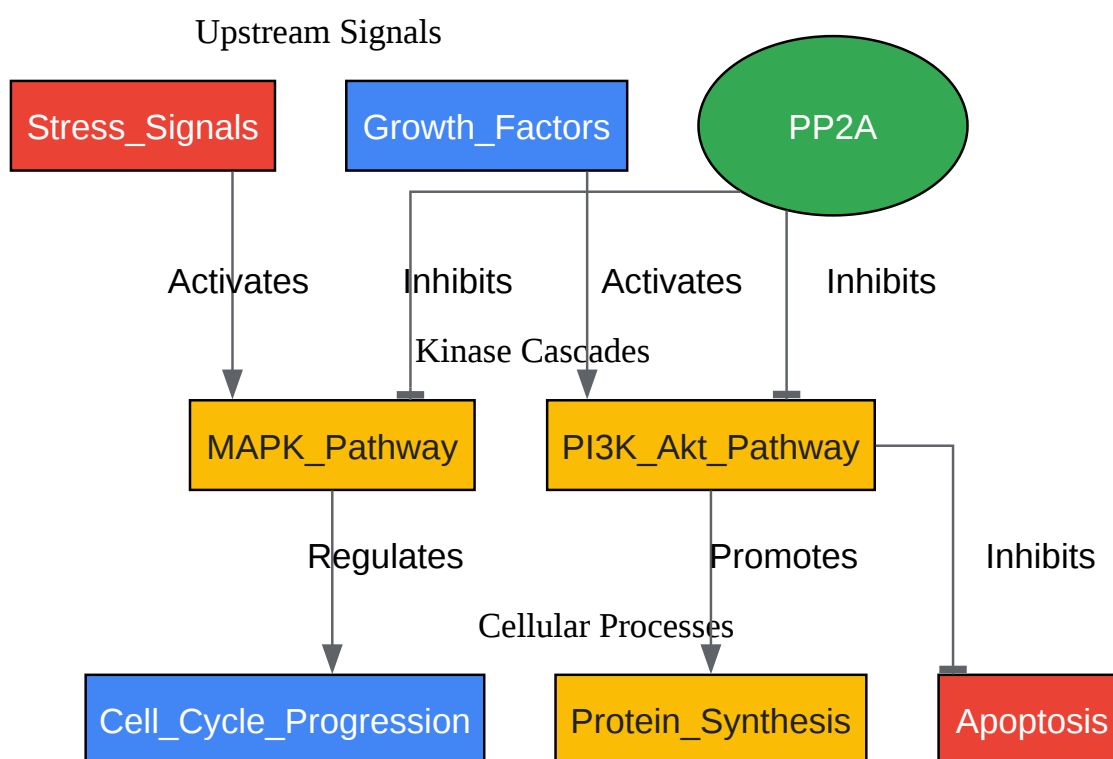 Upstream Signals
Stress_Signals
Growth_Factors
PP2A
Activates
Inhibits
Activates
Inhibits
Kinase Cascades
MAPK_Pathway
PI3K_Akt_Pathway
Regulates
Promotes
Inhibits
Cellular Processes
Cell_Cycle_Progression
Protein_Synthesis
Apoptosis